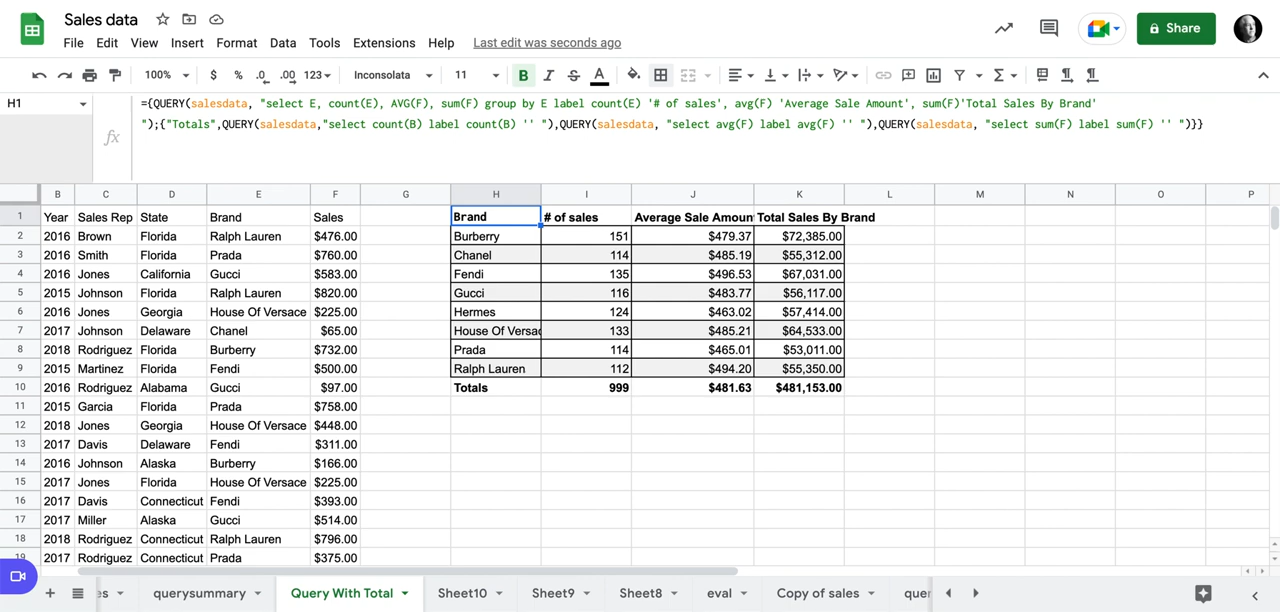 Sales data
File Edit View Insert Format Data Tools Extensions Help Last edit was seconds ago
Share
100% $ % .0 .00 123 Inconsolata 11 B I S A
H1
={QUERY(salesdata, "select E, count(E), AVG(F), sum(F) group by E label count(E) '# of sales', avg(F) 'Average Sale Amount', sum(F)'Total Sales By Brand'
");{"Totals",QUERY(salesdata,"select count(B) label count(B) '' "),QUERY(salesdata, "select avg(F) label avg(F) '' "),QUERY(salesdata, "select sum(F) label sum(F) '' ")}}
fx
B C D E F G H I J K L M N O P
1 Year Sales Rep State Brand Sales Brand # of sales Average Sale Amoun Total Sales By Brand
2 2016 Brown Florida Ralph Lauren $476.00 Burberry 151 $479.37 $72,385.00
3 2016 Smith Florida Prada $760.00 Chanel 114 $485.19 $55,312.00
4 2016 Jones California Gucci $583.00 Fendi 135 $496.53 $67,031.00
5 2015 Johnson Florida Ralph Lauren $820.00 Gucci 116 $483.77 $56,117.00
6 2016 Jones Georgia House Of Versace $225.00 Hermes 124 $463.02 $57,414.00
7 2017 Johnson Delaware Chanel $65.00 House Of Versac 133 $485.21 $64,533.00
8 2018 Rodriguez Florida Burberry $732.00 Prada 114 $465.01 $53,011.00
9 2015 Martinez Florida Fendi $500.00 Ralph Lauren 112 $494.20 $55,350.00
10 2016 Rodriguez Alabama Gucci $97.00 Totals 999 $481.63 $481,153.00
11 2015 Garcia Florida Prada $758.00
12 2018 Jones Georgia House Of Versace $448.00
13 2017 Davis Delaware Fendi $311.00
14 2016 Johnson Alaska Burberry $166.00
15 2017 Jones Florida House Of Versace $225.00
16 2017 Davis Connecticut Fendi $393.00
17 2017 Miller Alaska Gucci $514.00
18 2018 Rodriguez Connecticut Ralph Lauren $796.00
19 2017 Rodriguez Connecticut Prada $375.00
es querysummary Query With Total Sheet10 Sheet9 Sheet8 eval Copy of sales quer